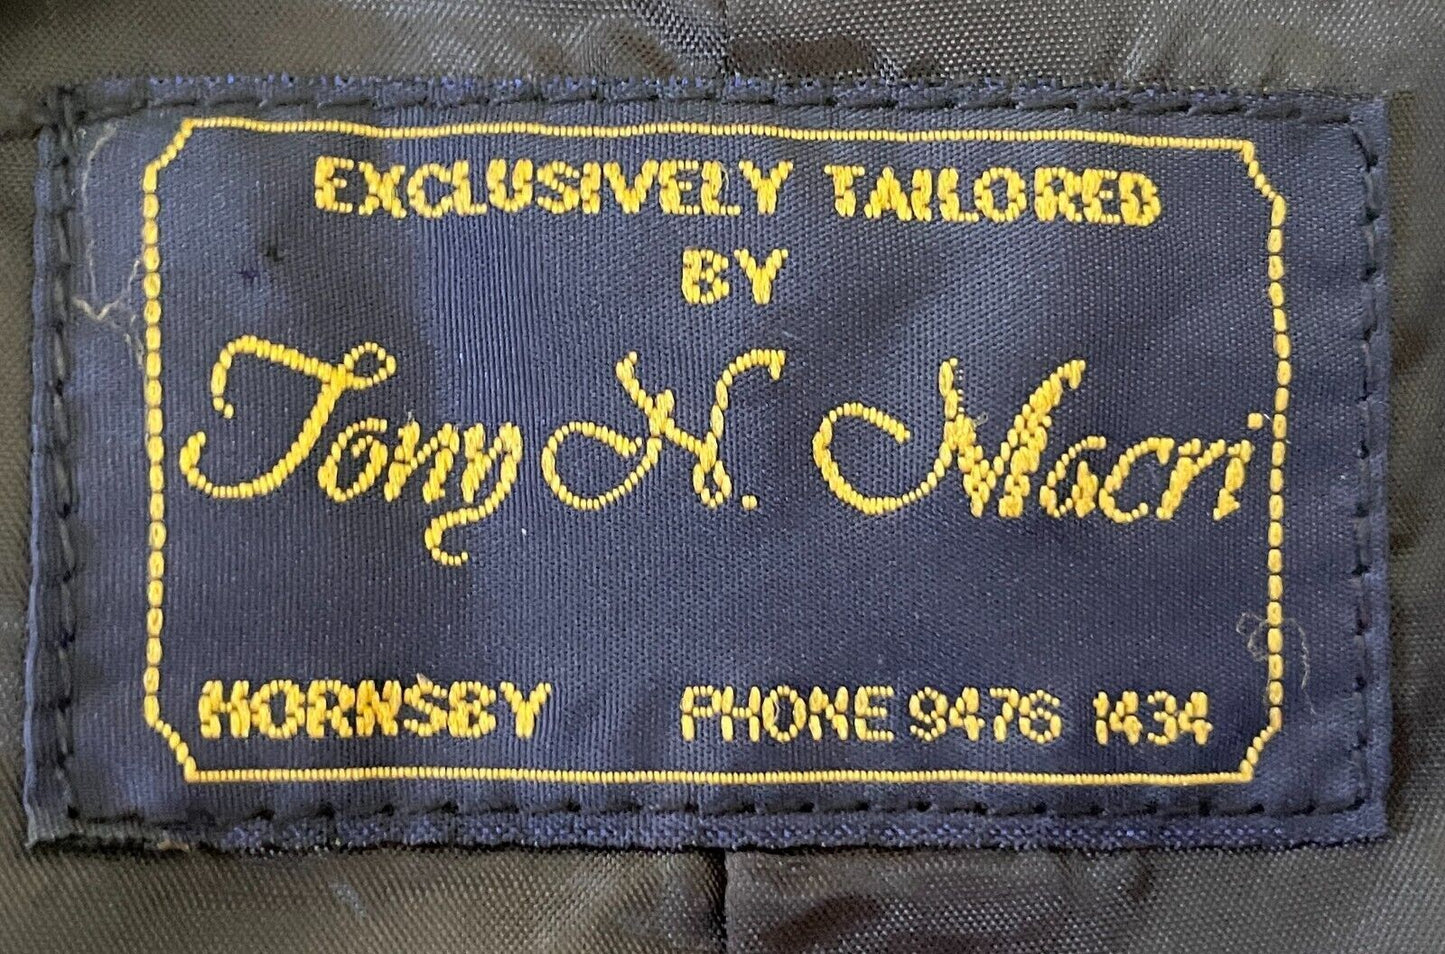 EXCLUSIVELY TAILORED
BY
Tony N. Macri
HORNSBY PHONE 9476 1434